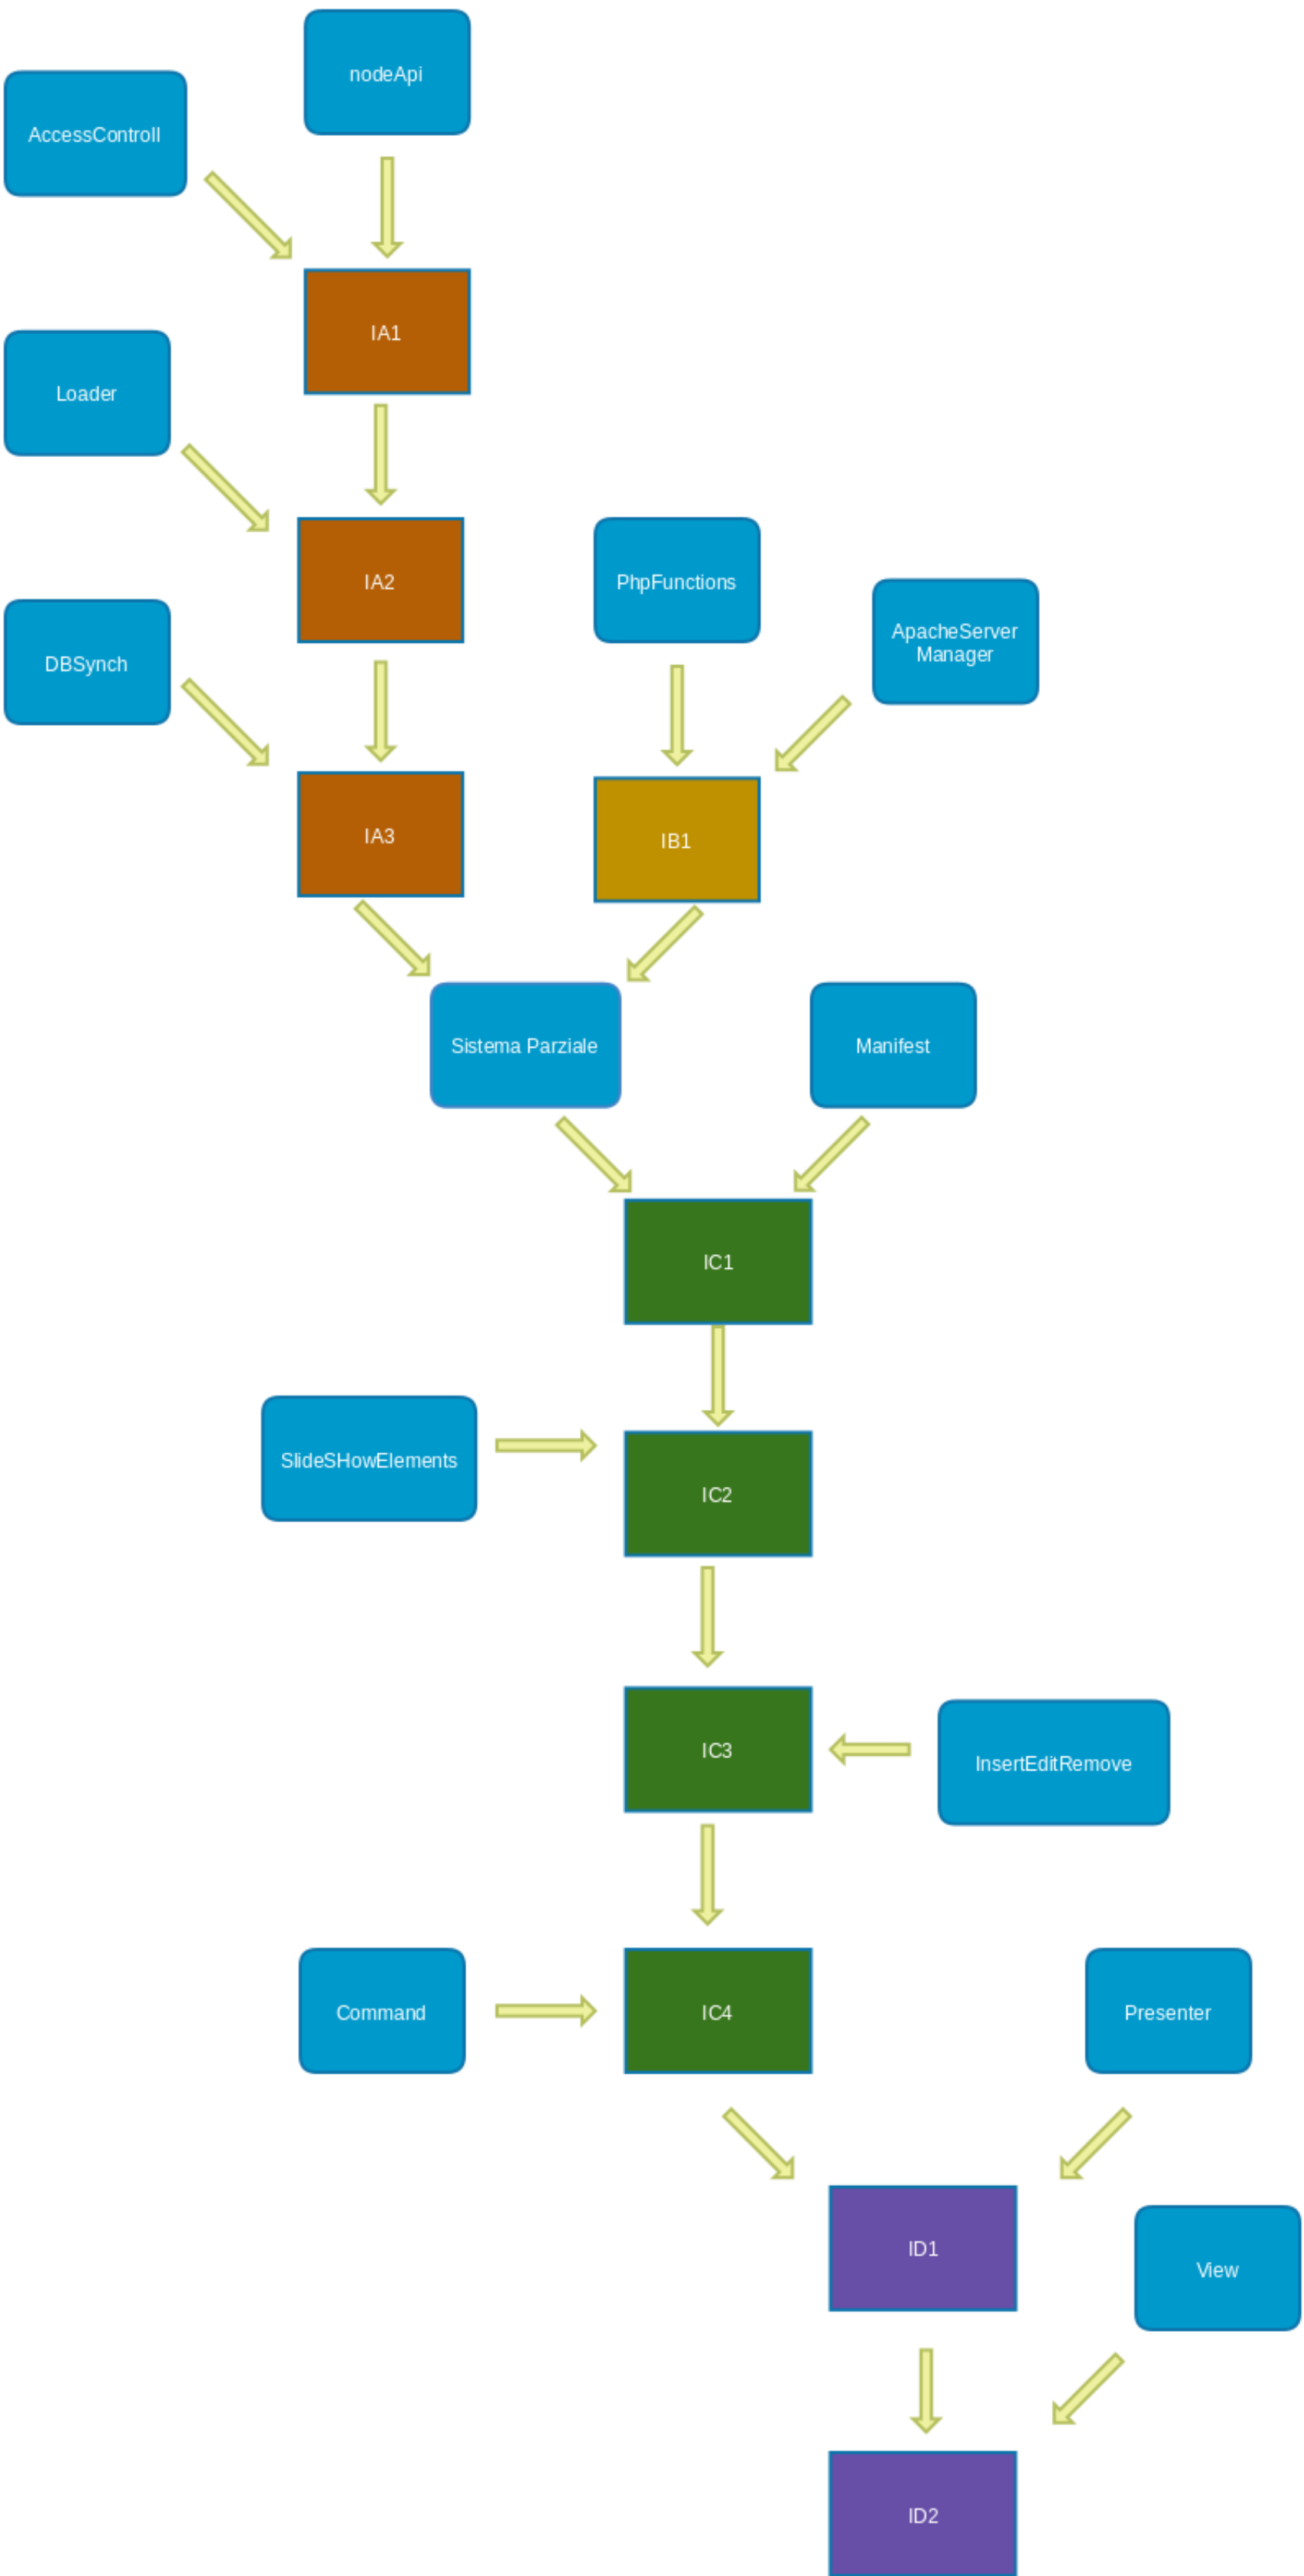 nodeApi
AccessControll
IA1
Loader
IA2
PhpFunctions
ApacheServer
Manager
DBSynch
IA3
IB1
Sistema Parziale
Manifest
IC1
SlideSHowElements
IC2
IC3
InsertEditRemove
Command
IC4
Presenter
ID1
View
ID2